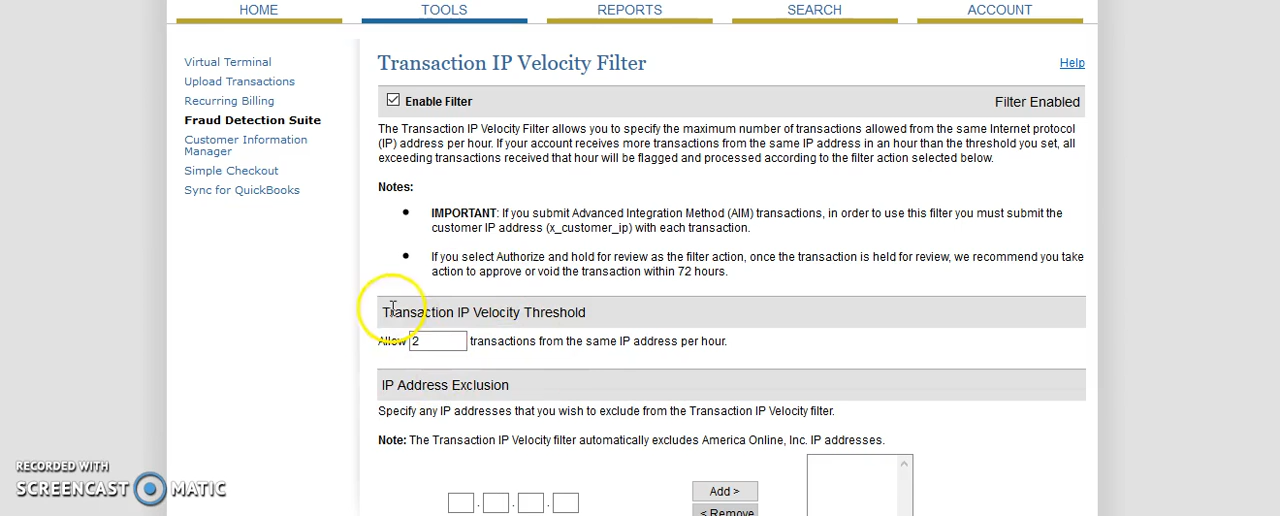 HOME TOOLS REPORTS SEARCH ACCOUNT
Virtual Terminal
Upload Transactions
Recurring Billing
Fraud Detection Suite
Customer Information
Manager
Simple Checkout
Sync for QuickBooks
Transaction IP Velocity Filter Help
Enable Filter Filter Enabled
The Transaction IP Velocity Filter allows you to specify the maximum number of transactions allowed from the same Internet protocol
(IP) address per hour. If your account receives more transactions from the same IP address in an hour than the threshold you set, all
exceeding transactions received that hour will be flagged and processed according to the filter action selected below.
Notes:
IMPORTANT: If you submit Advanced Integration Method (AIM) transactions, in order to use this filter you must submit the
customer IP address (x_customer_ip) with each transaction.
If you select Authorize and hold for review as the filter action, once the transaction is held for review, we recommend you take
action to approve or void the transaction within 72 hours.
Transaction IP Velocity Threshold
Allow 2 transactions from the same IP address per hour.
IP Address Exclusion
Specify any IP addresses that you wish to exclude from the Transaction IP Velocity filter.
Note: The Transaction IP Velocity filter automatically excludes America Online, Inc. IP addresses.
. . . Add >
< Remove
RECORDED WITH
SCREENCAST MATIC